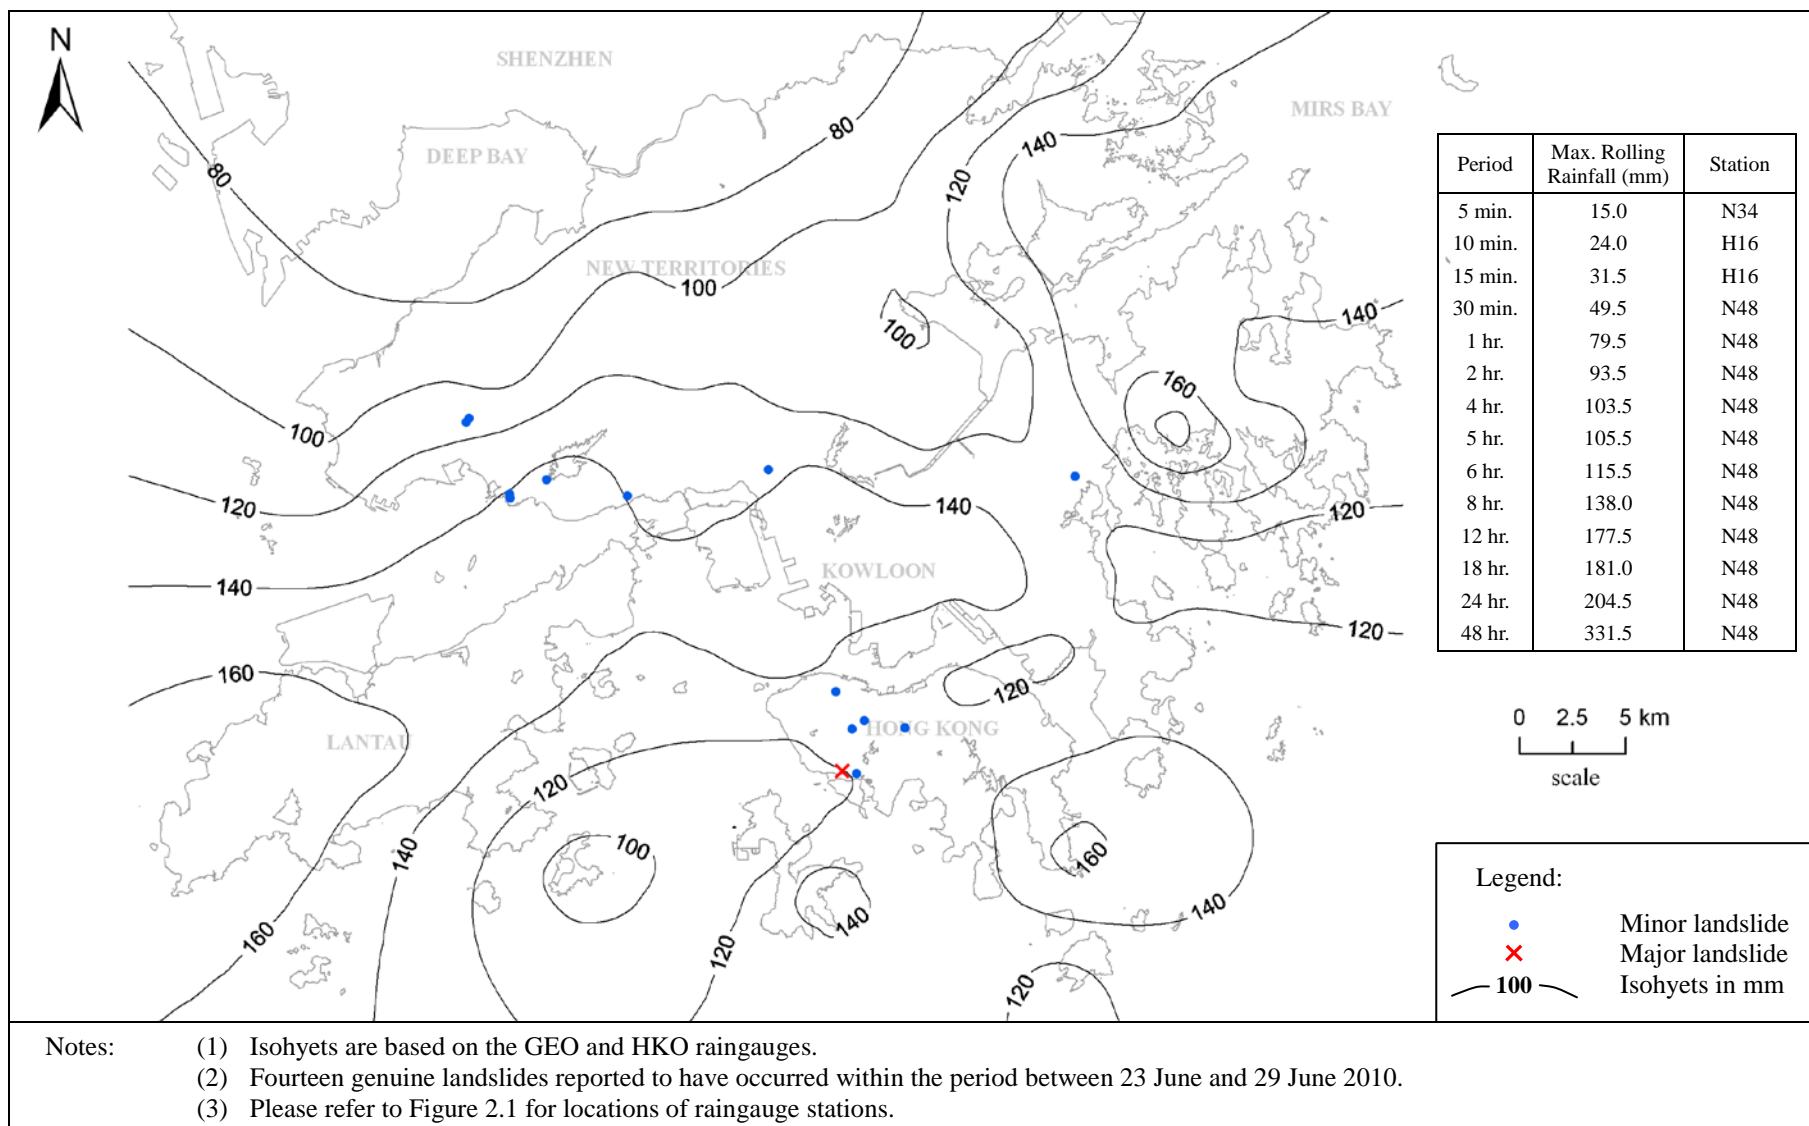 N
SHENZHEN
MIRS BAY
DEEP BAY
NEW TERRITORIES
KOWLOON
HONG KONG
LANTAU
80
80
140
120
100
100
140
160
100
120
120
140
140
120
160
120
120
140
120
100
160
140
160
140
120
120
Period Max. Rolling Rainfall (mm) Station
5 min. 15.0 N34
10 min. 24.0 H16
15 min. 31.5 H16
30 min. 49.5 N48
1 hr. 79.5 N48
2 hr. 93.5 N48
4 hr. 103.5 N48
5 hr. 105.5 N48
6 hr. 115.5 N48
8 hr. 138.0 N48
12 hr. 177.5 N48
18 hr. 181.0 N48
24 hr. 204.5 N48
48 hr. 331.5 N48
0 2.5 5 km
scale
Legend:
Minor landslide
Major landslide
100 Isohyets in mm
Notes: (1) Isohyets are based on the GEO and HKO raingauges.
(2) Fourteen genuine landslides reported to have occurred within the period between 23 June and 29 June 2010.
(3) Please refer to Figure 2.1 for locations of raingauge stations.